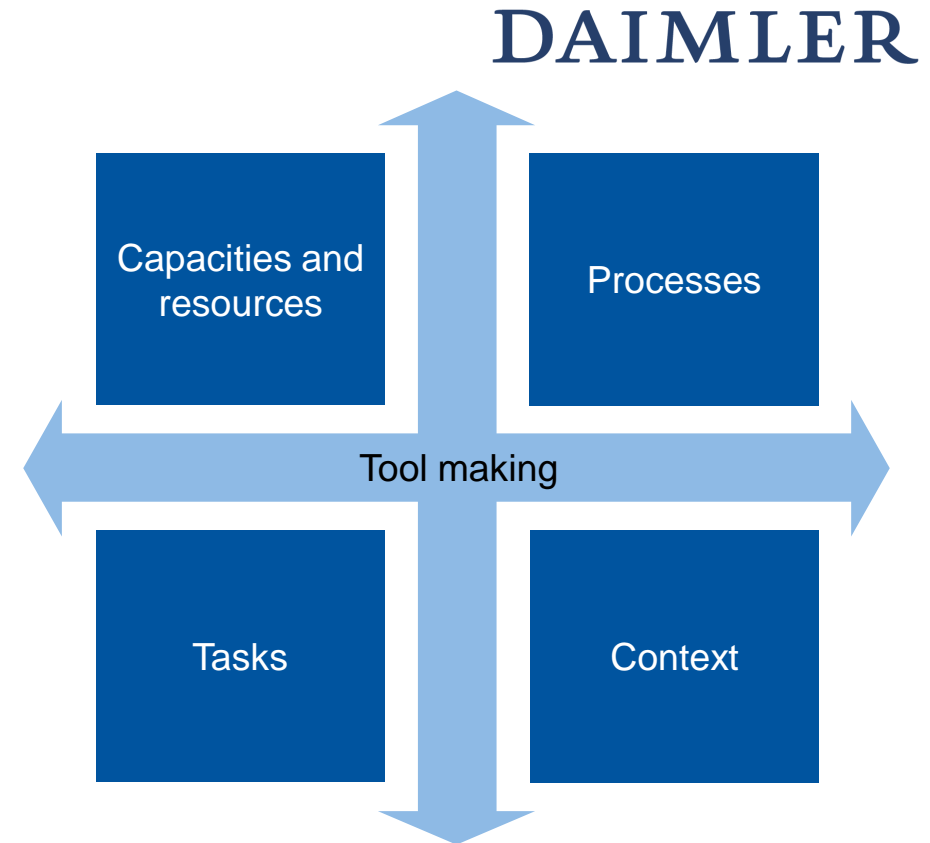 DAIMLER
Capacities and
resources
Processes
Tool making
Tasks
Context